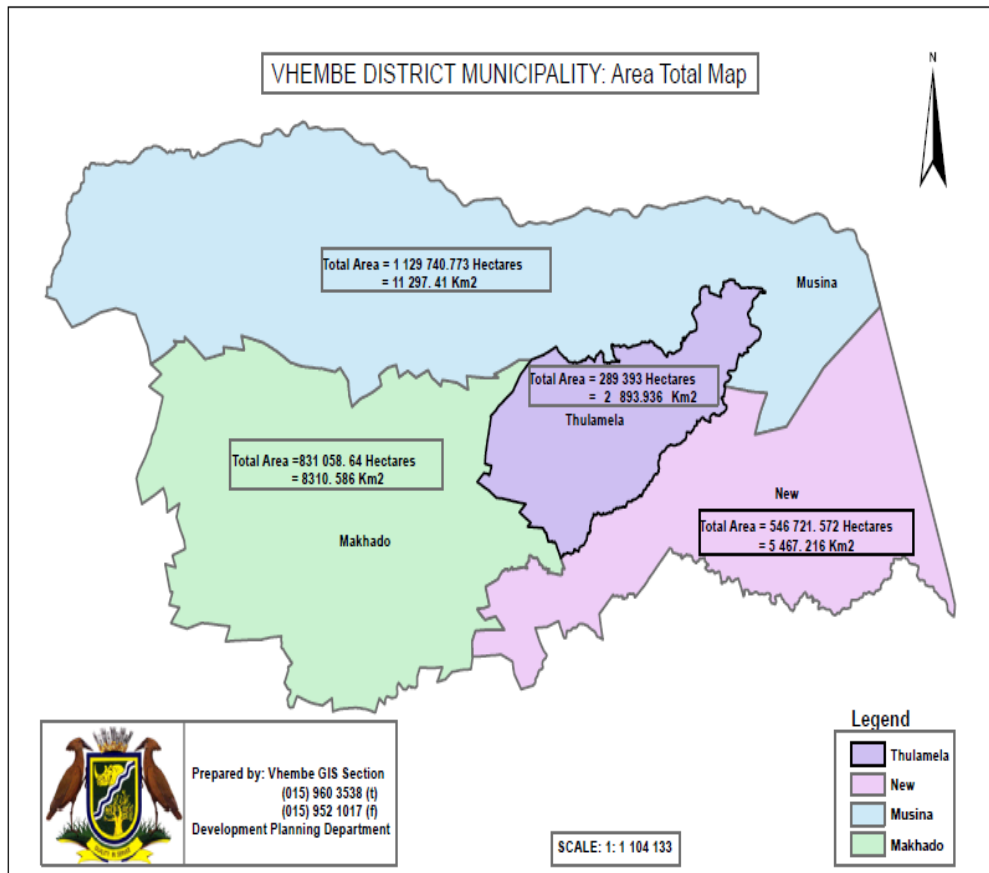 VHEMBE DISTRICT MUNICIPALITY: Area Total Map
N
Total Area = 1 129 740.773 Hectares
= 11 297. 41 Km2
Musina
Total Area = 289 393 Hectares
= 2 893.936 Km2
Thulamela
Total Area =831 058. 64 Hectares
= 8310. 586 Km2
Makhado
New
Total Area = 546 721. 572 Hectares
= 5 467. 216 Km2
Prepared by: Vhembe GIS Section
(015) 960 3538 (t)
(015) 952 1017 (f)
Development Planning Department
SCALE: 1: 1 104 133
Legend
Thulamela
New
Musina
Makhado